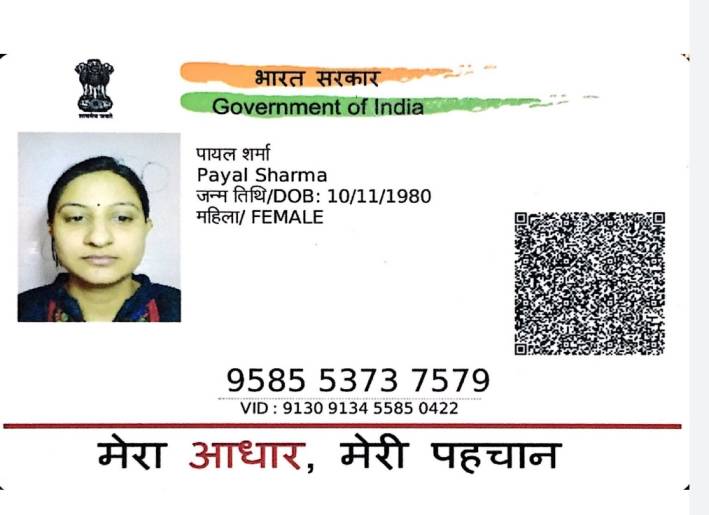 भारत सरकार
Government of India
सत्यमेव जयते
पायल शर्मा
Payal Sharma
जन्म तिथि/DOB: 10/11/1980
महिला/ FEMALE
9585 5373 7579
VID : 9130 9134 5585 0422
मेरा आधार, मेरी पहचान